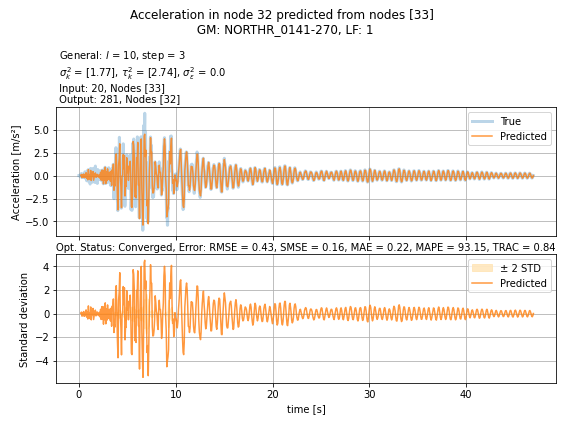 Acceleration in node 32 predicted from nodes [33]
GM: NORTHR_0141-270, LF: 1
General: l = 10, step = 3
σ²ₖ = [1.77], τ²ₖ = [2.74], σ²ε = 0.0
Input: 20, Nodes [33]
Output: 281, Nodes [32]
True
Predicted
Acceleration [m/s²]
5.0
2.5
0.0
−2.5
−5.0
Opt. Status: Converged, Error: RMSE = 0.43, SMSE = 0.16, MAE = 0.22, MAPE = 93.15, TRAC = 0.84
± 2 STD
Predicted
Standard deviation
4
2
0
−2
−4
0 10 20 30 40
time [s]